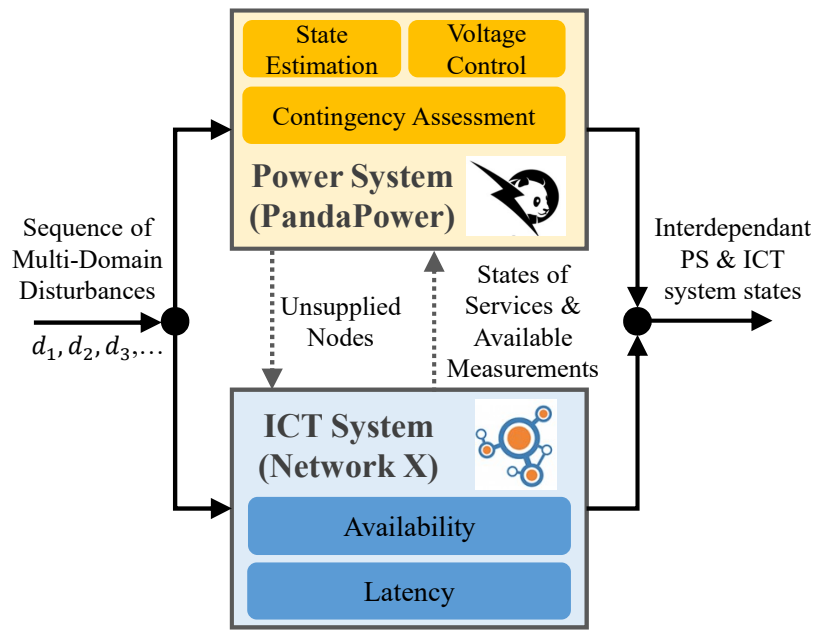 State
Estimation
Voltage
Control
Contingency Assessment
Power System
(PandaPower)
Sequence of
Multi-Domain
Disturbances
d₁, d₂, d₃,…
Unsupplied
Nodes
States of
Services &
Available
Measurements
Interdependant
PS & ICT
system states
ICT System
(Network X)
Availability
Latency